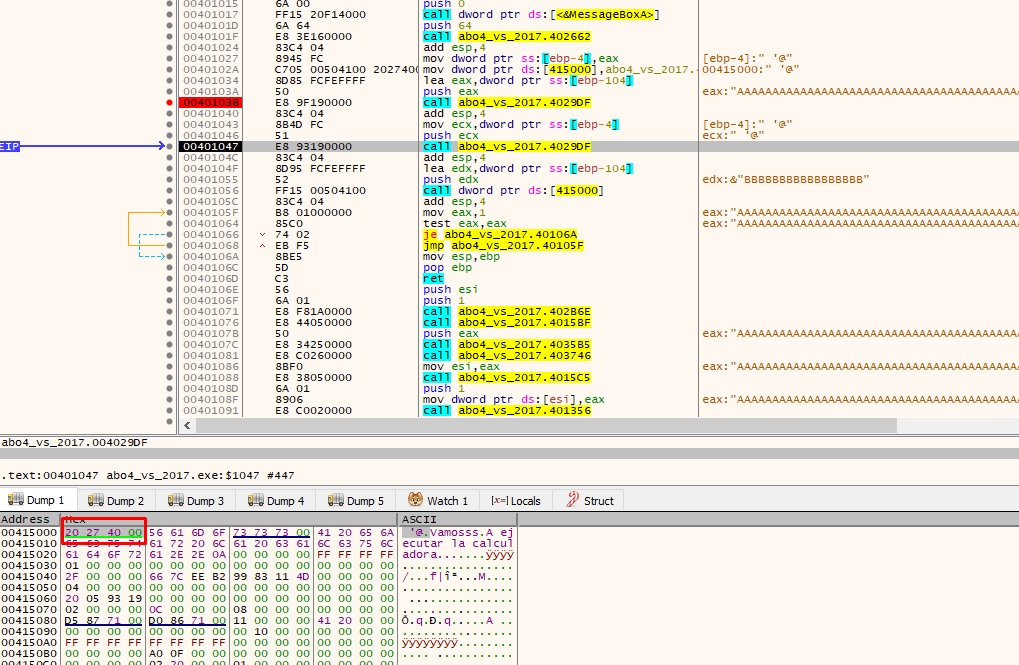 00401015 6A 00 push 0
00401017 FF15 20F14000 call dword ptr ds:[<&MessageBoxA>]
0040101D 6A 64 push 64
0040101F E8 3E160000 call abo4_vs_2017.402662
00401024 83C4 04 add esp,4
00401027 8945 FC mov dword ptr ss:[ebp-4],eax [ebp-4]:" '@"
0040102A C705 00504100 20274000 mov dword ptr ds:[415000],abo4_vs_2017. 00415000:" '@"
00401034 8D85 FCFEFFFF lea eax,dword ptr ss:[ebp-104]
0040103A 50 push eax eax:"AAAAAAAAAAAAAAAAAAAAAAAAAAAAAAAAAAAAAAAA
0040103B E8 9F190000 call abo4_vs_2017.4029DF
00401040 83C4 04 add esp,4
00401043 8B4D FC mov ecx,dword ptr ss:[ebp-4] [ebp-4]:" '@"
00401046 51 push ecx ecx:" '@"
EIP 00401047 E8 93190000 call abo4_vs_2017.4029DF
0040104C 83C4 04 add esp,4
0040104F 8D95 FCFEFFFF lea edx,dword ptr ss:[ebp-104]
00401055 52 push edx edx:&"BBBBBBBBBBBBBBBBBB"
00401056 FF15 00504100 call dword ptr ds:[415000]
0040105C 83C4 04 add esp,4
0040105F B8 01000000 mov eax,1 eax:"AAAAAAAAAAAAAAAAAAAAAAAAAAAAAAAAAAAAAAAA
00401064 85C0 test eax,eax eax:"AAAAAAAAAAAAAAAAAAAAAAAAAAAAAAAAAAAAAAAA
00401066 74 02 je abo4_vs_2017.40106A
00401068 EB F5 jmp abo4_vs_2017.40105F
0040106A 8BE5 mov esp,ebp
0040106C 5D pop ebp
0040106D C3 ret
0040106E 56 push esi
0040106F 6A 01 push 1
00401071 E8 F81A0000 call abo4_vs_2017.402B6E
00401076 E8 44050000 call abo4_vs_2017.4015BF
0040107B 50 push eax eax:"AAAAAAAAAAAAAAAAAAAAAAAAAAAAAAAAAAAAAAAA
0040107C E8 34250000 call abo4_vs_2017.4035B5
00401081 E8 C0260000 call abo4_vs_2017.403746
00401086 8BF0 mov esi,eax eax:"AAAAAAAAAAAAAAAAAAAAAAAAAAAAAAAAAAAAAAAA
00401088 E8 38050000 call abo4_vs_2017.4015C5
0040108D 6A 01 push 1
0040108F 8906 mov dword ptr ds:[esi],eax eax:"AAAAAAAAAAAAAAAAAAAAAAAAAAAAAAAAAAAAAAAA
00401091 E8 C0020000 call abo4_vs_2017.401356
abo4_vs_2017.004029DF
.text:00401047 abo4_vs_2017.exe:$1047 #447
Dump 1 Dump 2 Dump 3 Dump 4 Dump 5 Watch 1 [x=] Locals Struct
Address Hex ASCII
00415000 20 27 40 00 56 61 6D 6F 73 73 73 00 41 20 65 6A '@.Vamosss.A ej
00415010 65 63 75 74 61 72 20 6C 61 20 63 61 6C 63 75 6C ecutar la calcul
00415020 61 64 6F 72 61 2E 2E 0A 00 00 00 00 FF FF FF FF adora.......ÿÿÿÿ
00415030 01 00 00 00 00 00 00 00 00 00 00 00 00 00 00 00 ................
00415040 2F 00 00 00 66 7C EE B2 99 83 11 4D 00 00 00 00 /...f|î²...M....
00415050 04 00 00 00 00 00 00 00 00 00 00 00 00 00 00 00 ................
00415060 20 05 93 19 00 00 00 00 00 00 00 00 00 00 00 00 ...............
00415070 02 00 00 00 0C 00 00 00 08 00 00 00 00 00 00 00 ................
00415080 D5 87 71 00 D0 86 71 00 11 00 00 00 41 20 00 00 Õ.q.Ð.q.....A ..
00415090 00 00 00 00 00 10 00 00 00 00 00 00 00 00 00 00 ................
004150A0 FF FF FF FF FF FF FF FF 00 00 00 00 00 00 00 00 ÿÿÿÿÿÿÿÿ........
004150B0 00 00 00 00 A0 0F 00 00 00 00 00 00 00 00 00 00 .... ...........